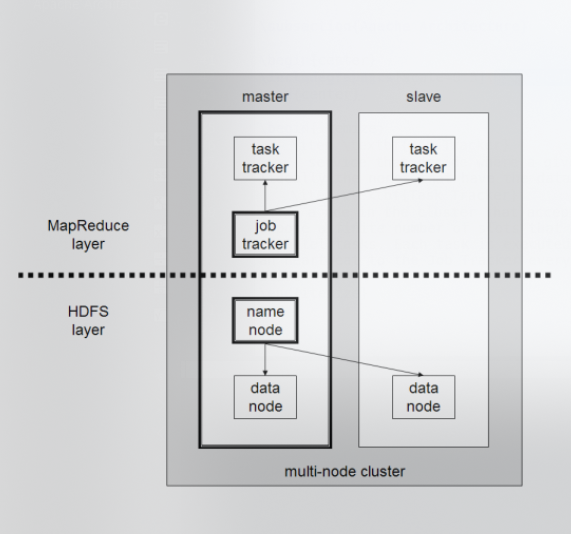 master
slave
task
tracker
task
tracker
job
tracker
MapReduce
layer
HDFS
layer
name
node
data
node
data
node
multi-node cluster